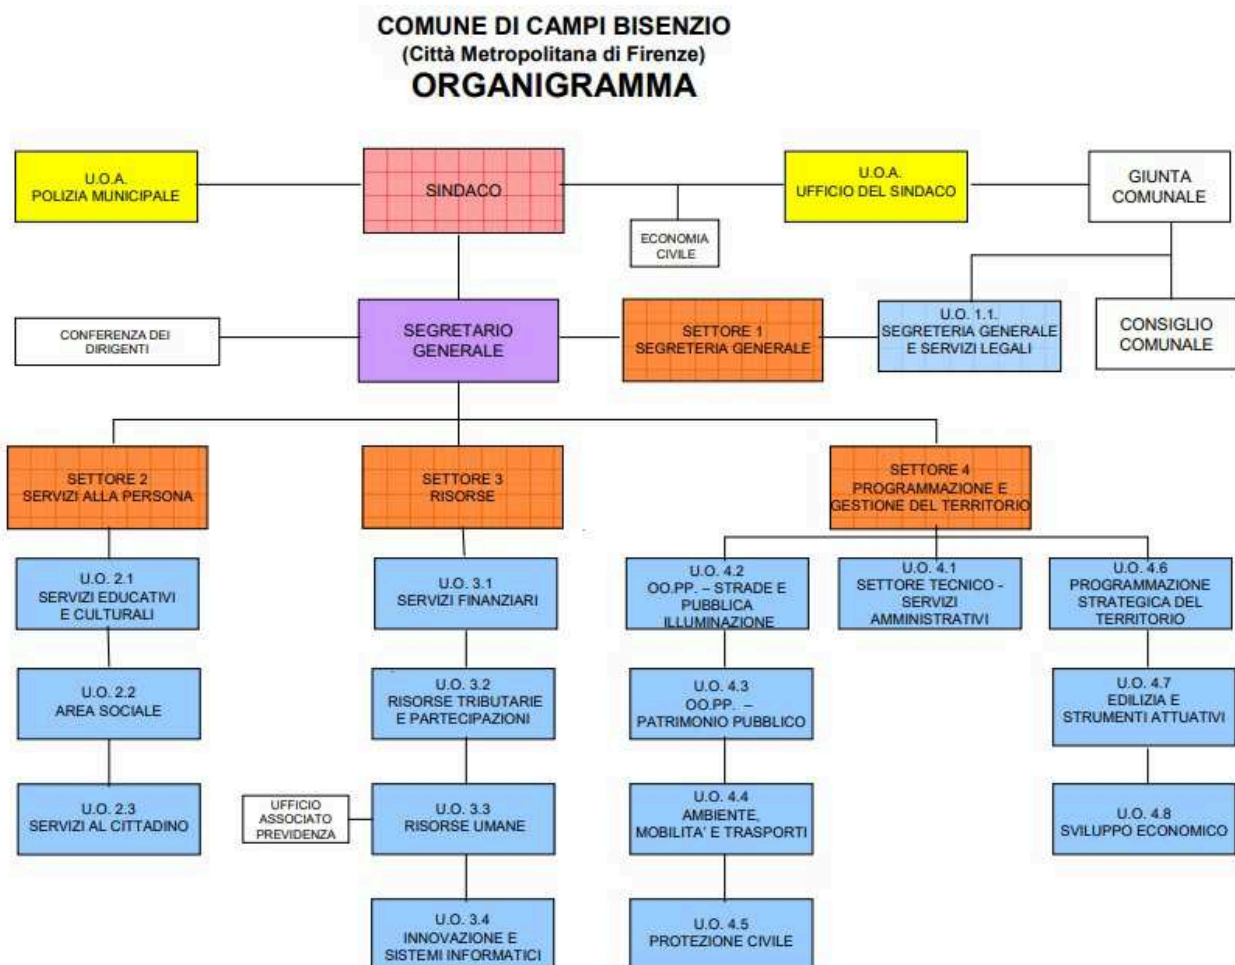 COMUNE DI CAMPI BISENZIO
(Città Metropolitana di Firenze)
ORGANIGRAMMA
U.O.A.
POLIZIA MUNICIPALE
SINDACO
U.O.A.
UFFICIO DEL SINDACO
GIUNTA
COMUNALE
ECONOMIA
CIVILE
CONFERENZA DEI
DIRIGENTI
SEGRETARIO
GENERALE
SETTORE 1
SEGRETERIA GENERALE
U.O. 1.1.
SEGRETERIA GENERALE
E SERVIZI LEGALI
CONSIGLIO
COMUNALE
SETTORE 2
SERVIZI ALLA PERSONA
SETTORE 3
RISORSE
SETTORE 4
PROGRAMMAZIONE E
GESTIONE DEL TERRITORIO
U.O. 2.1
SERVIZI EDUCATIVI
E CULTURALI
U.O. 3.1
SERVIZI FINANZIARI
U.O. 4.2
OO.PP. – STRADE E
PUBBLICA
ILLUMINAZIONE
U.O. 4.1
SETTORE TECNICO -
SERVIZI
AMMINISTRATIVI
U.O. 4.6
PROGRAMMAZIONE
STRATEGICA DEL
TERRITORIO
U.O. 2.2
AREA SOCIALE
U.O. 3.2
RISORSE TRIBUTARIE
E PARTECIPAZIONI
U.O. 4.3
OO.PP. –
PATRIMONIO PUBBLICO
U.O. 4.7
EDILIZIA E
STRUMENTI ATTUATIVI
U.O. 2.3
SERVIZI AL CITTADINO
UFFICIO
ASSOCIATO
PREVIDENZA
U.O. 3.3
RISORSE UMANE
U.O. 4.4
AMBIENTE,
MOBILITA' E TRASPORTI
U.O. 4.8
SVILUPPO ECONOMICO
U.O. 3.4
INNOVAZIONE E
SISTEMI INFORMATICI
U.O. 4.5
PROTEZIONE CIVILE